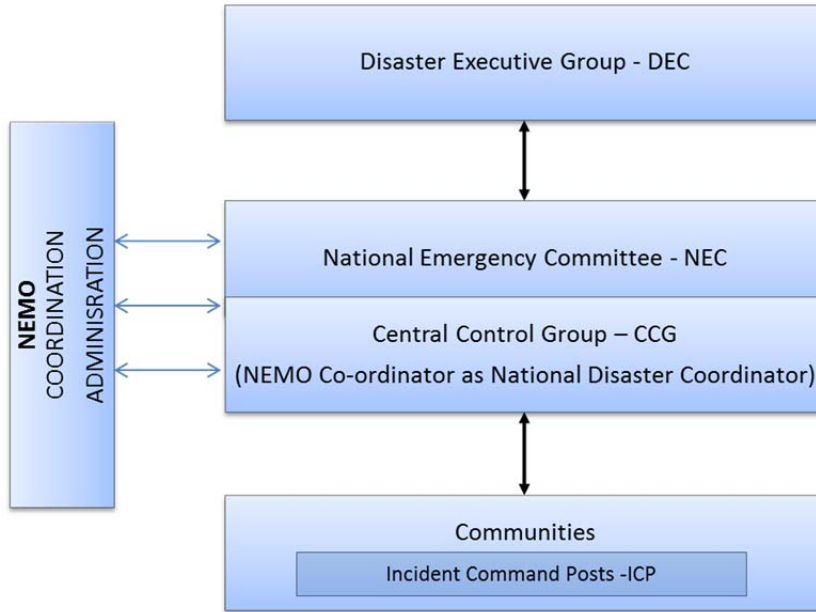 Disaster Executive Group - DEC
NEMO
COORDINATION
ADMINISRATION
National Emergency Committee - NEC
Central Control Group – CCG
(NEMO Co-ordinator as National Disaster Coordinator)
Communities
Incident Command Posts -ICP